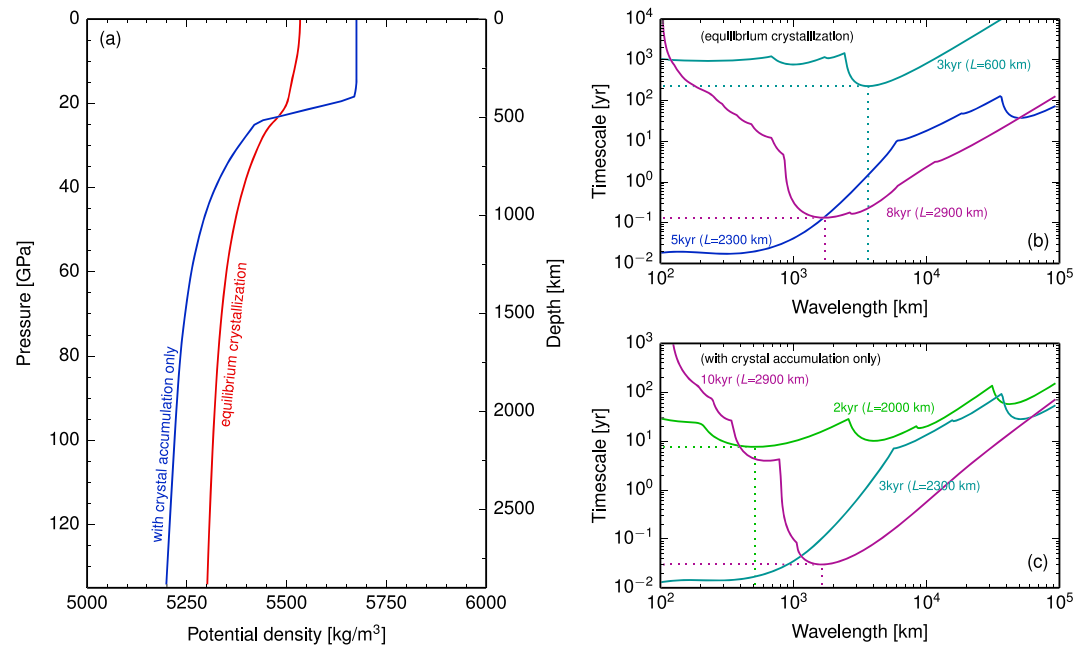 (a)
0
20
40
60
80
100
120
Pressure [GPa]
0
500
1000
1500
2000
2500
Depth [km]
with crystal accumulation only
equilibrium crystallization
5000
5250
5500
5750
6000
Potential density [kg/m³]
(equilibrium crystallization)
10⁴
10³
10²
10¹
10⁰
10⁻¹
10⁻²
Timescale [yr]
3kyr (L=600 km)
8kyr (L=2900 km)
5kyr (L=2300 km)
(b)
10²
10³
10⁴
10⁵
Wavelength [km]
(with crystal accumulation only)
10kyr (L=2900 km)
2kyr (L=2000 km)
3kyr (L=2300 km)
10³
10²
10¹
10⁰
10⁻¹
10⁻²
Timescale [yr]
(c)
10²
10³
10⁴
10⁵
Wavelength [km]